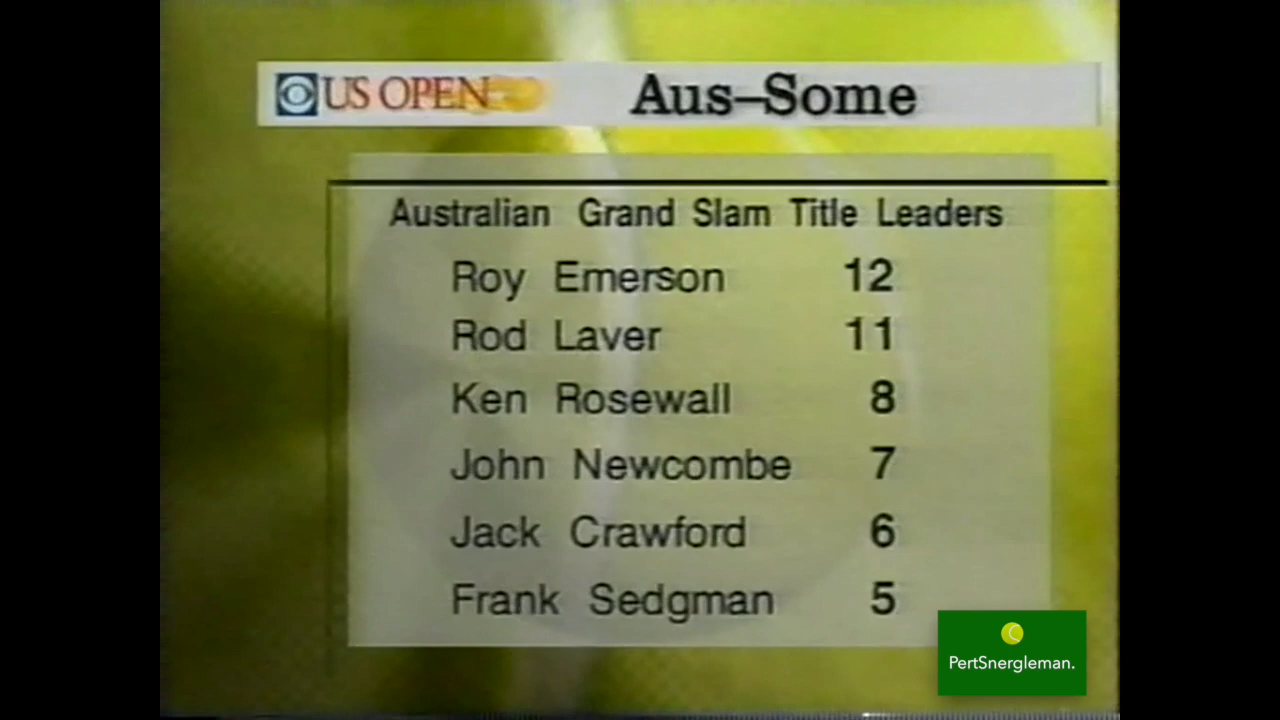 US OPEN Aus–Some
Australian Grand Slam Title Leaders
Roy Emerson 12
Rod Laver 11
Ken Rosewall 8
John Newcombe 7
Jack Crawford 6
Frank Sedgman 5
PertSnergleman.